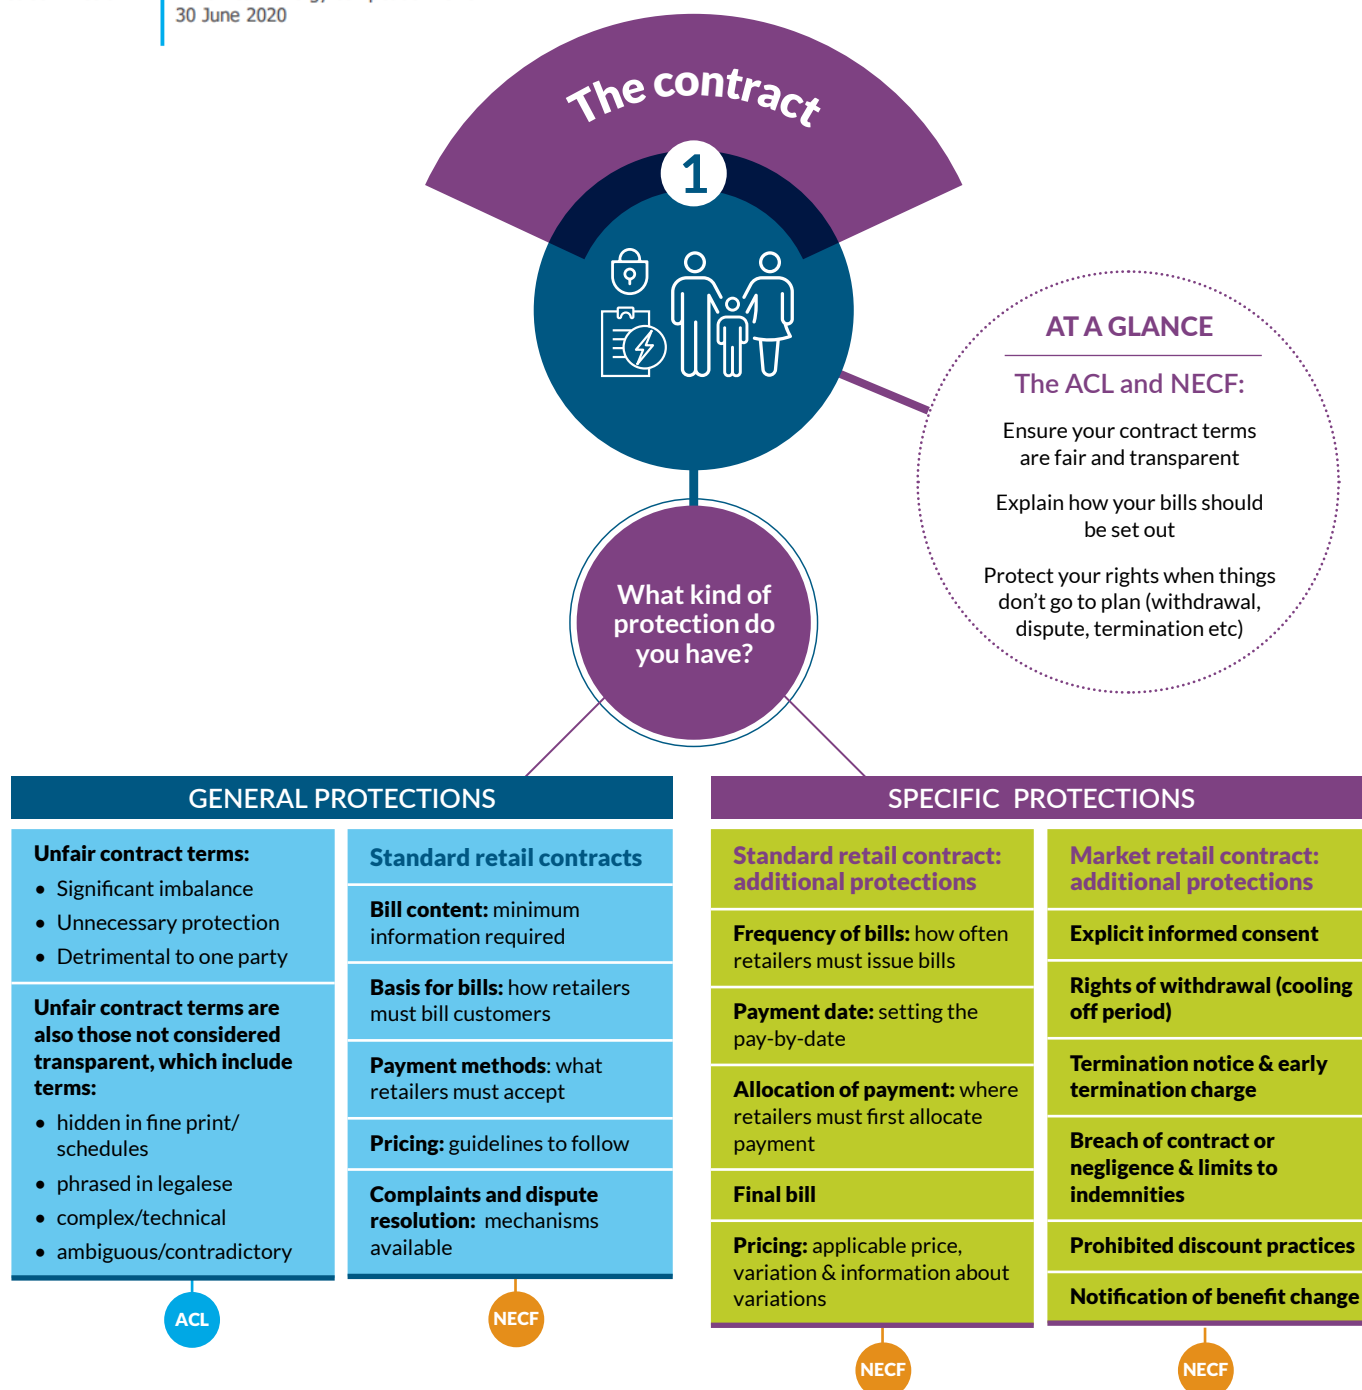 30 June 2020
The contract
1
AT A GLANCE
The ACL and NECF:
Ensure your contract terms
are fair and transparent
Explain how your bills should
be set out
Protect your rights when things
don't go to plan (withdrawal,
dispute, termination etc)
What kind of
protection do
you have?
GENERAL PROTECTIONS
Unfair contract terms:
• Significant imbalance
• Unnecessary protection
• Detrimental to one party
Unfair contract terms are
also those not considered
transparent, which include
terms:
• hidden in fine print/
schedules
• phrased in legalese
• complex/technical
• ambiguous/contradictory
ACL
Standard retail contracts
Bill content: minimum
information required
Basis for bills: how retailers
must bill customers
Payment methods: what
retailers must accept
Pricing: guidelines to follow
Complaints and dispute
resolution: mechanisms
available
NECF
SPECIFIC PROTECTIONS
Standard retail contract:
additional protections
Frequency of bills: how often
retailers must issue bills
Payment date: setting the
pay-by-date
Allocation of payment: where
retailers must first allocate
payment
Final bill
Pricing: applicable price,
variation & information about
variations
NECF
Market retail contract:
additional protections
Explicit informed consent
Rights of withdrawal (cooling
off period)
Termination notice & early
termination charge
Breach of contract or
negligence & limits to
indemnities
Prohibited discount practices
Notification of benefit change
NECF